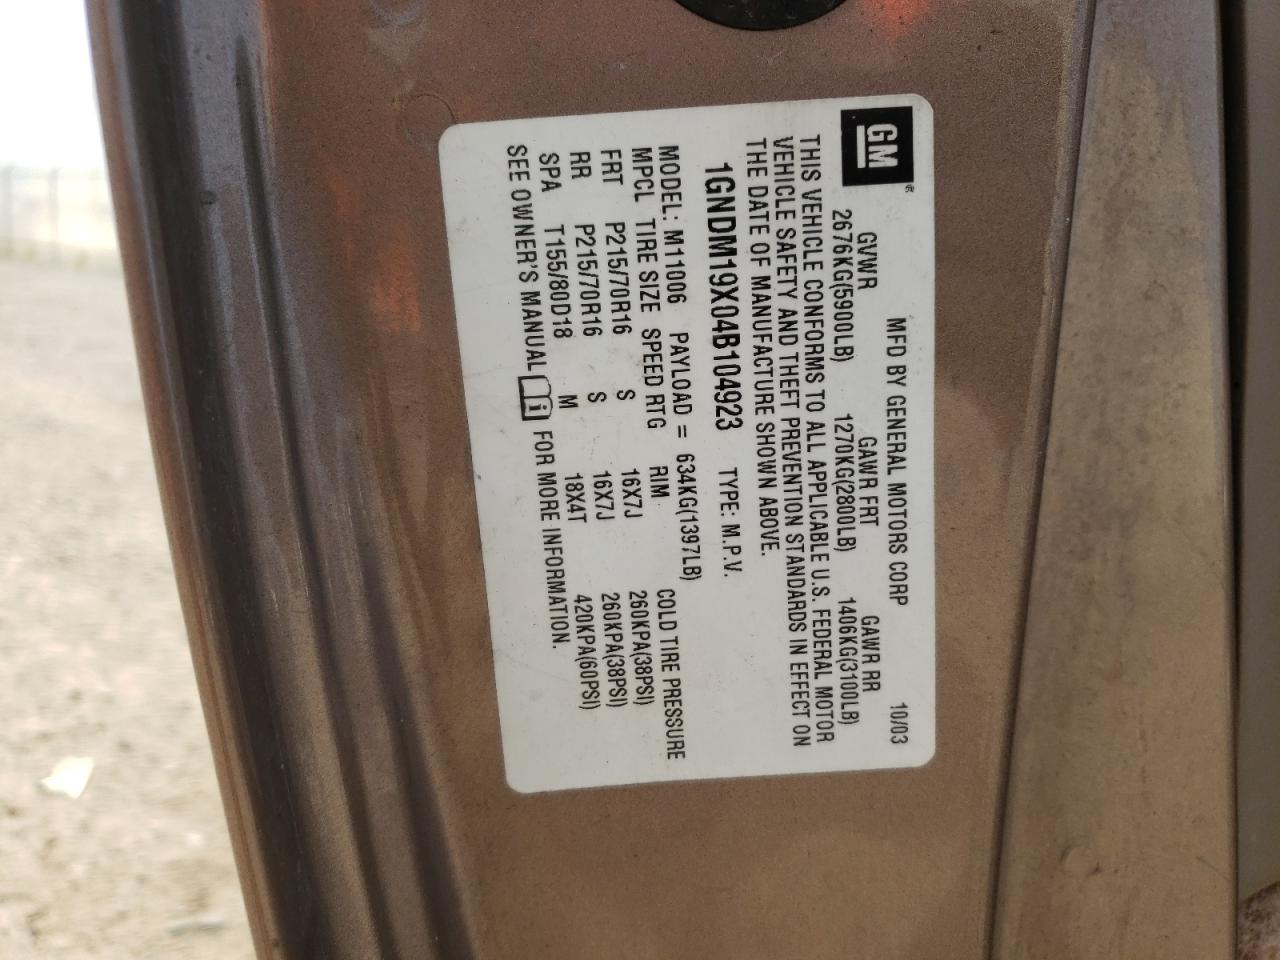 GM
MFD BY GENERAL MOTORS CORP 10/03
GVWR GAWR FRT GAWR RR
2676KG(5900LB) 1270KG(2800LB) 1406KG(3100LB)
THIS VEHICLE CONFORMS TO ALL APPLICABLE U.S. FEDERAL MOTOR
VEHICLE SAFETY AND THEFT PREVENTION STANDARDS IN EFFECT ON
THE DATE OF MANUFACTURE SHOWN ABOVE.
1GNDM19X04B104923 TYPE: M.P.V.
MODEL: M11006 PAYLOAD = 634KG(1397LB)
MPCL TIRE SIZE SPEED RTG RIM COLD TIRE PRESSURE
FRT P215/70R16 S 16X7J 260KPA(38PSI)
RR P215/70R16 S 16X7J 260KPA(38PSI)
SPA T155/80D18 M 18X4T 420KPA(60PSI)
SEE OWNER'S MANUAL FOR MORE INFORMATION.